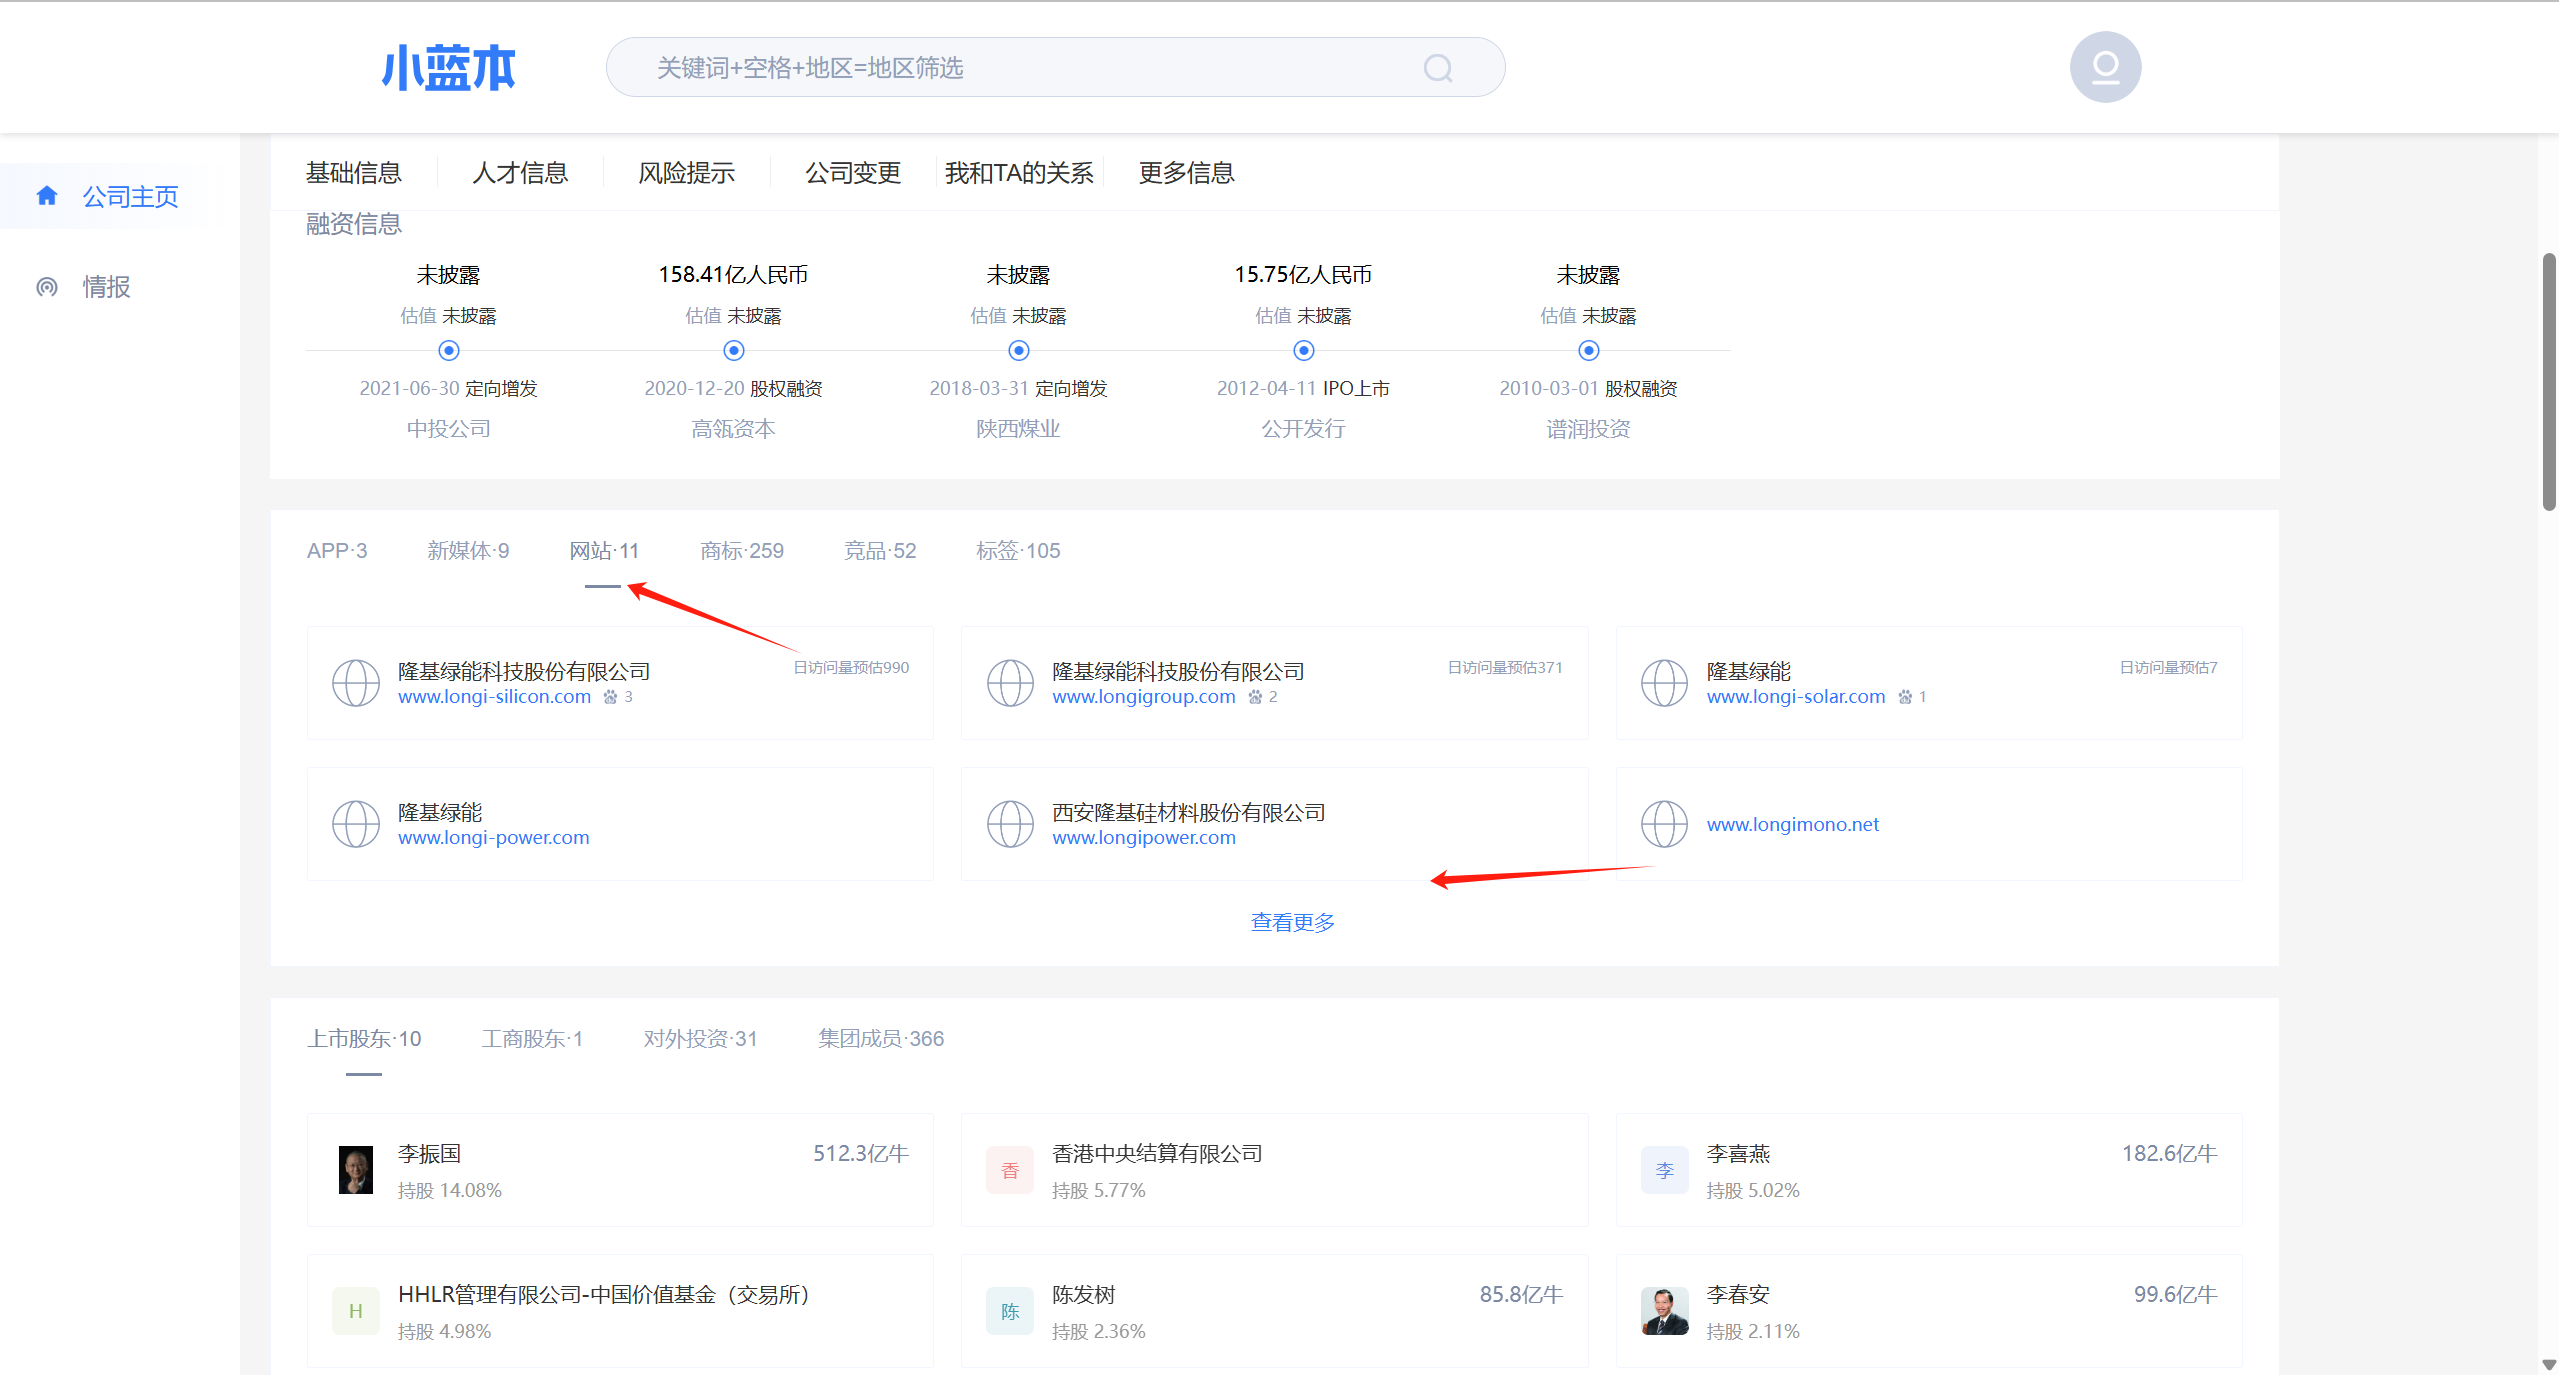 小蓝本
关键词+空格+地区=地区筛选
公司主页
情报
基础信息 人才信息 风险提示 公司变更 我和TA的关系 更多信息
融资信息
未披露 158.41亿人民币 未披露 15.75亿人民币 未披露
估值 未披露 估值 未披露 估值 未披露 估值 未披露 估值 未披露
2021-06-30 定向增发 2020-12-20 股权融资 2018-03-31 定向增发 2012-04-11 IPO上市 2010-03-01 股权融资
中投公司 高瓴资本 陕西煤业 公开发行 谱润投资
APP·3 新媒体·9 网站·11 商标·259 竞品·52 标签·105
隆基绿能科技股份有限公司 日访问量预估990
www.longi-silicon.com 3
隆基绿能科技股份有限公司 日访问量预估371
www.longigroup.com 2
隆基绿能 日访问量预估7
www.longi-solar.com 1
隆基绿能
www.longi-power.com
西安隆基硅材料股份有限公司
www.longipower.com
www.longimono.net
查看更多
上市股东·10 工商股东·1 对外投资·31 集团成员·366
李振国 512.3亿牛
持股 14.08%
香
香港中央结算有限公司
持股 5.77%
李
李喜燕 182.6亿牛
持股 5.02%
H
HHLR管理有限公司-中国价值基金（交易所）
持股 4.98%
陈
陈发树 85.8亿牛
持股 2.36%
李春安 99.6亿牛
持股 2.11%